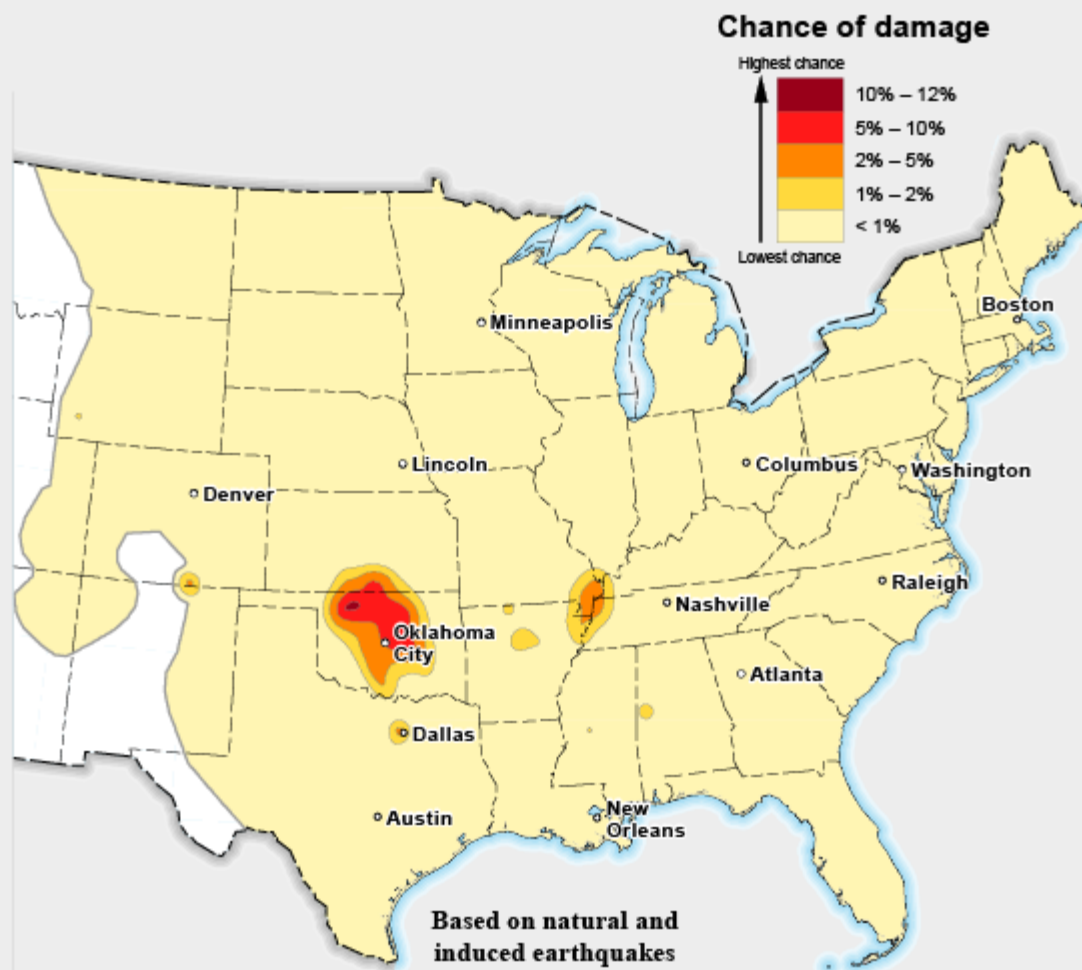 Chance of damage
Highest chance
10% – 12%
5% – 10%
2% – 5%
1% – 2%
< 1%
Lowest chance
Boston
Minneapolis
Lincoln
Columbus
Washington
Denver
Raleigh
Nashville
Oklahoma
City
Atlanta
Dallas
New
Orleans
Austin
Based on natural and
induced earthquakes